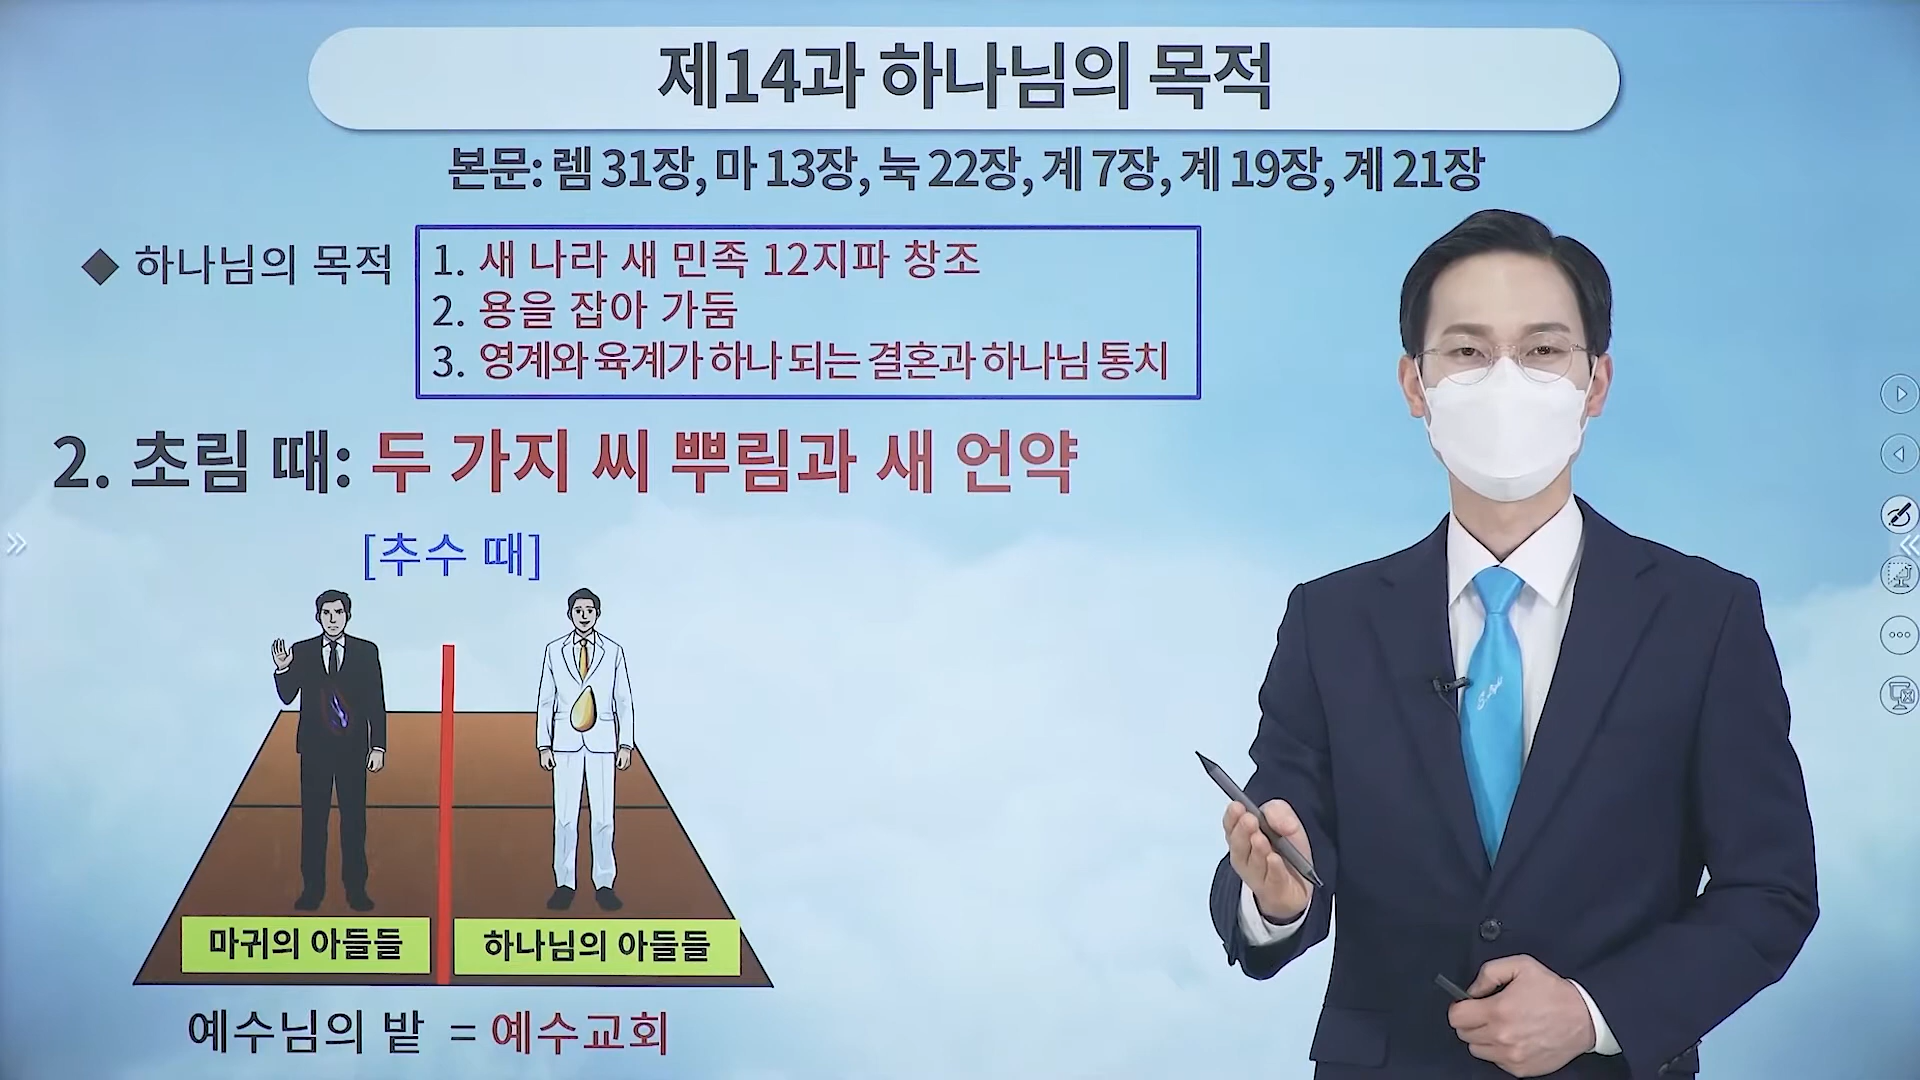 제14과 하나님의 목적
본문: 렘 31장, 마 13장, 눅 22장, 계 7장, 계 19장, 계 21장
◆ 하나님의 목적
1. 새 나라 새 민족 12지파 창조
2. 용을 잡아 가둠
3. 영계와 육계가 하나 되는 결혼과 하나님 통치
2. 초림 때: 두 가지 씨 뿌림과 새 언약
[추수 때]
마귀의 아들들
하나님의 아들들
예수님의 밭 = 예수교회